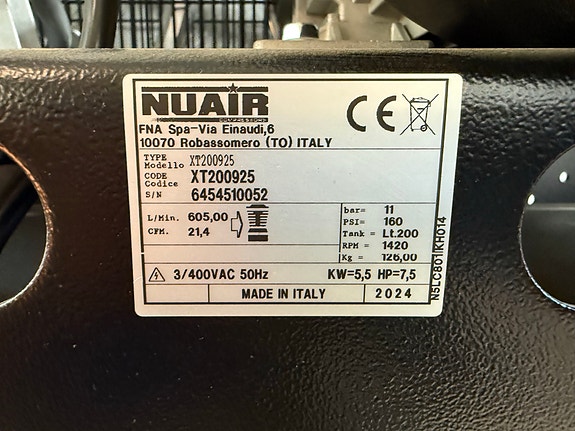 NUAIR
COMPRESSORS
CE
FNA Spa-Via Einaudi,6
10070 Robassomero (TO) ITALY
TYPE
Modello XT200925
CODE
Codice XT200925
S/N 6454510052
L/Min. 605,00
CFM. 21,4
bar= 11
PSI= 160
Tank = Lt.200
RPM = 1420
Kg = 126,00
N5LC801IKH014
3/400VAC 50Hz KW=5,5 HP=7,5
MADE IN ITALY 2024